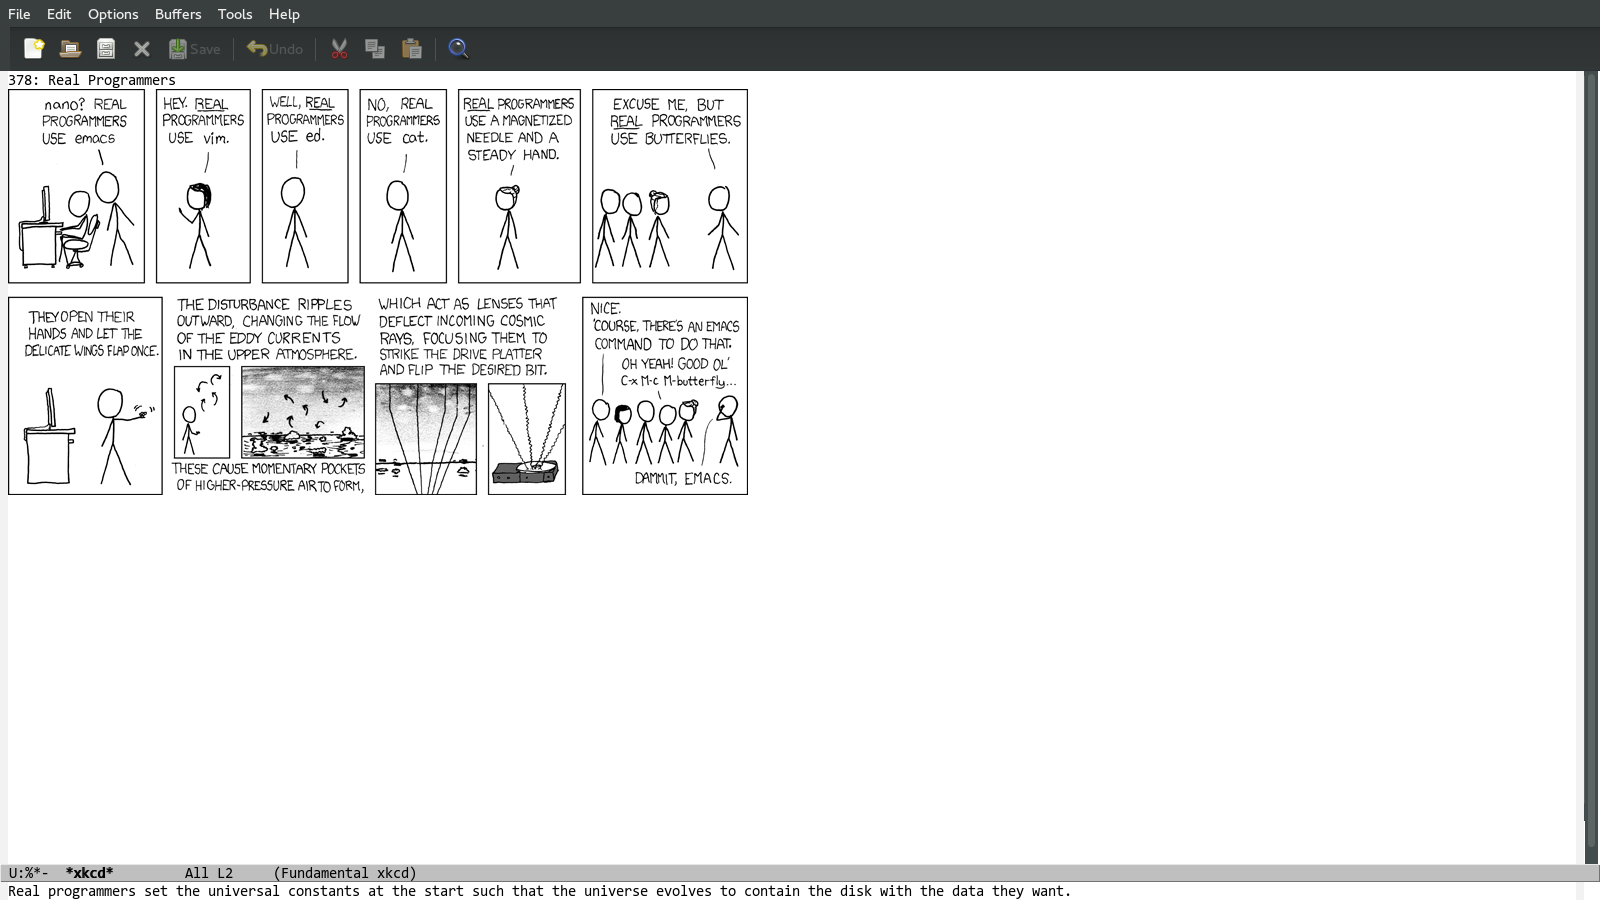 File Edit Options Buffers Tools Help
Save Undo
378: Real Programmers
nano? REAL
PROGRAMMERS
USE emacs
HEY. REAL
PROGRAMMERS
USE vim.
WELL, REAL
PROGRAMMERS
USE ed.
NO, REAL
PROGRAMMERS
USE cat.
REAL PROGRAMMERS
USE A MAGNETIZED
NEEDLE AND A
STEADY HAND.
EXCUSE ME, BUT
REAL PROGRAMMERS
USE BUTTERFLIES.
THEY OPEN THEIR
HANDS AND LET THE
DELICATE WINGS FLAP ONCE.
THE DISTURBANCE RIPPLES
OUTWARD, CHANGING THE FLOW
OF THE EDDY CURRENTS
IN THE UPPER ATMOSPHERE.
THESE CAUSE MOMENTARY POCKETS
OF HIGHER-PRESSURE AIR TO FORM,
WHICH ACT AS LENSES THAT
DEFLECT INCOMING COSMIC
RAYS, FOCUSING THEM TO
STRIKE THE DRIVE PLATTER
AND FLIP THE DESIRED BIT.
NICE.
'COURSE, THERE'S AN EMACS
COMMAND TO DO THAT.
OH YEAH! GOOD OL'
C-x M-c M-butterfly...
DAMMIT, EMACS.
U:%*- *xkcd* All L2 (Fundamental xkcd)
Real programmers set the universal constants at the start such that the universe evolves to contain the disk with the data they want.